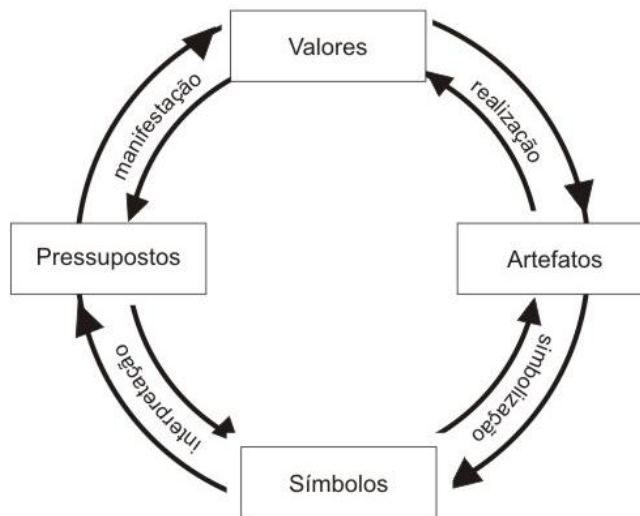 Valores
manifestação
realização
Pressupostos
Artefatos
interpretação
simbolização
Símbolos